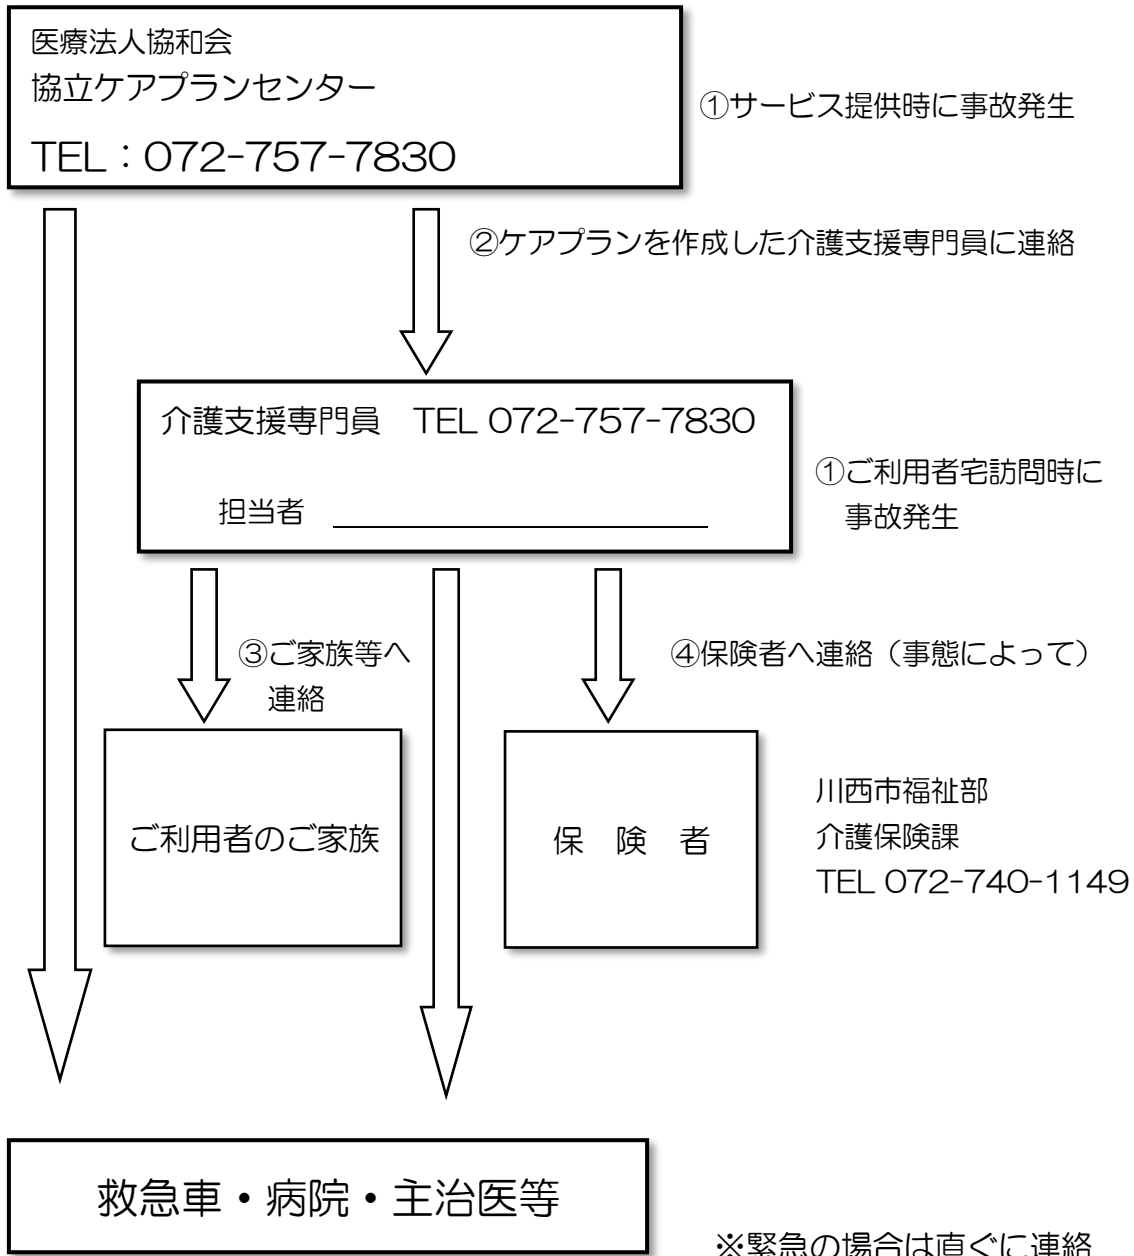 医療法人協和会
協立ケアプランセンター
TEL：072-757-7830
①サービス提供時に事故発生
②ケアプランを作成した介護支援専門員に連絡
介護支援専門員　TEL 072-757-7830
担当者
①ご利用者宅訪問時に
事故発生
③ご家族等へ
連絡
④保険者へ連絡（事態によって）
ご利用者のご家族
保　険　者
川西市福祉部
介護保険課
TEL 072-740-1149
救急車・病院・主治医等
※緊急の場合は直ぐに連絡